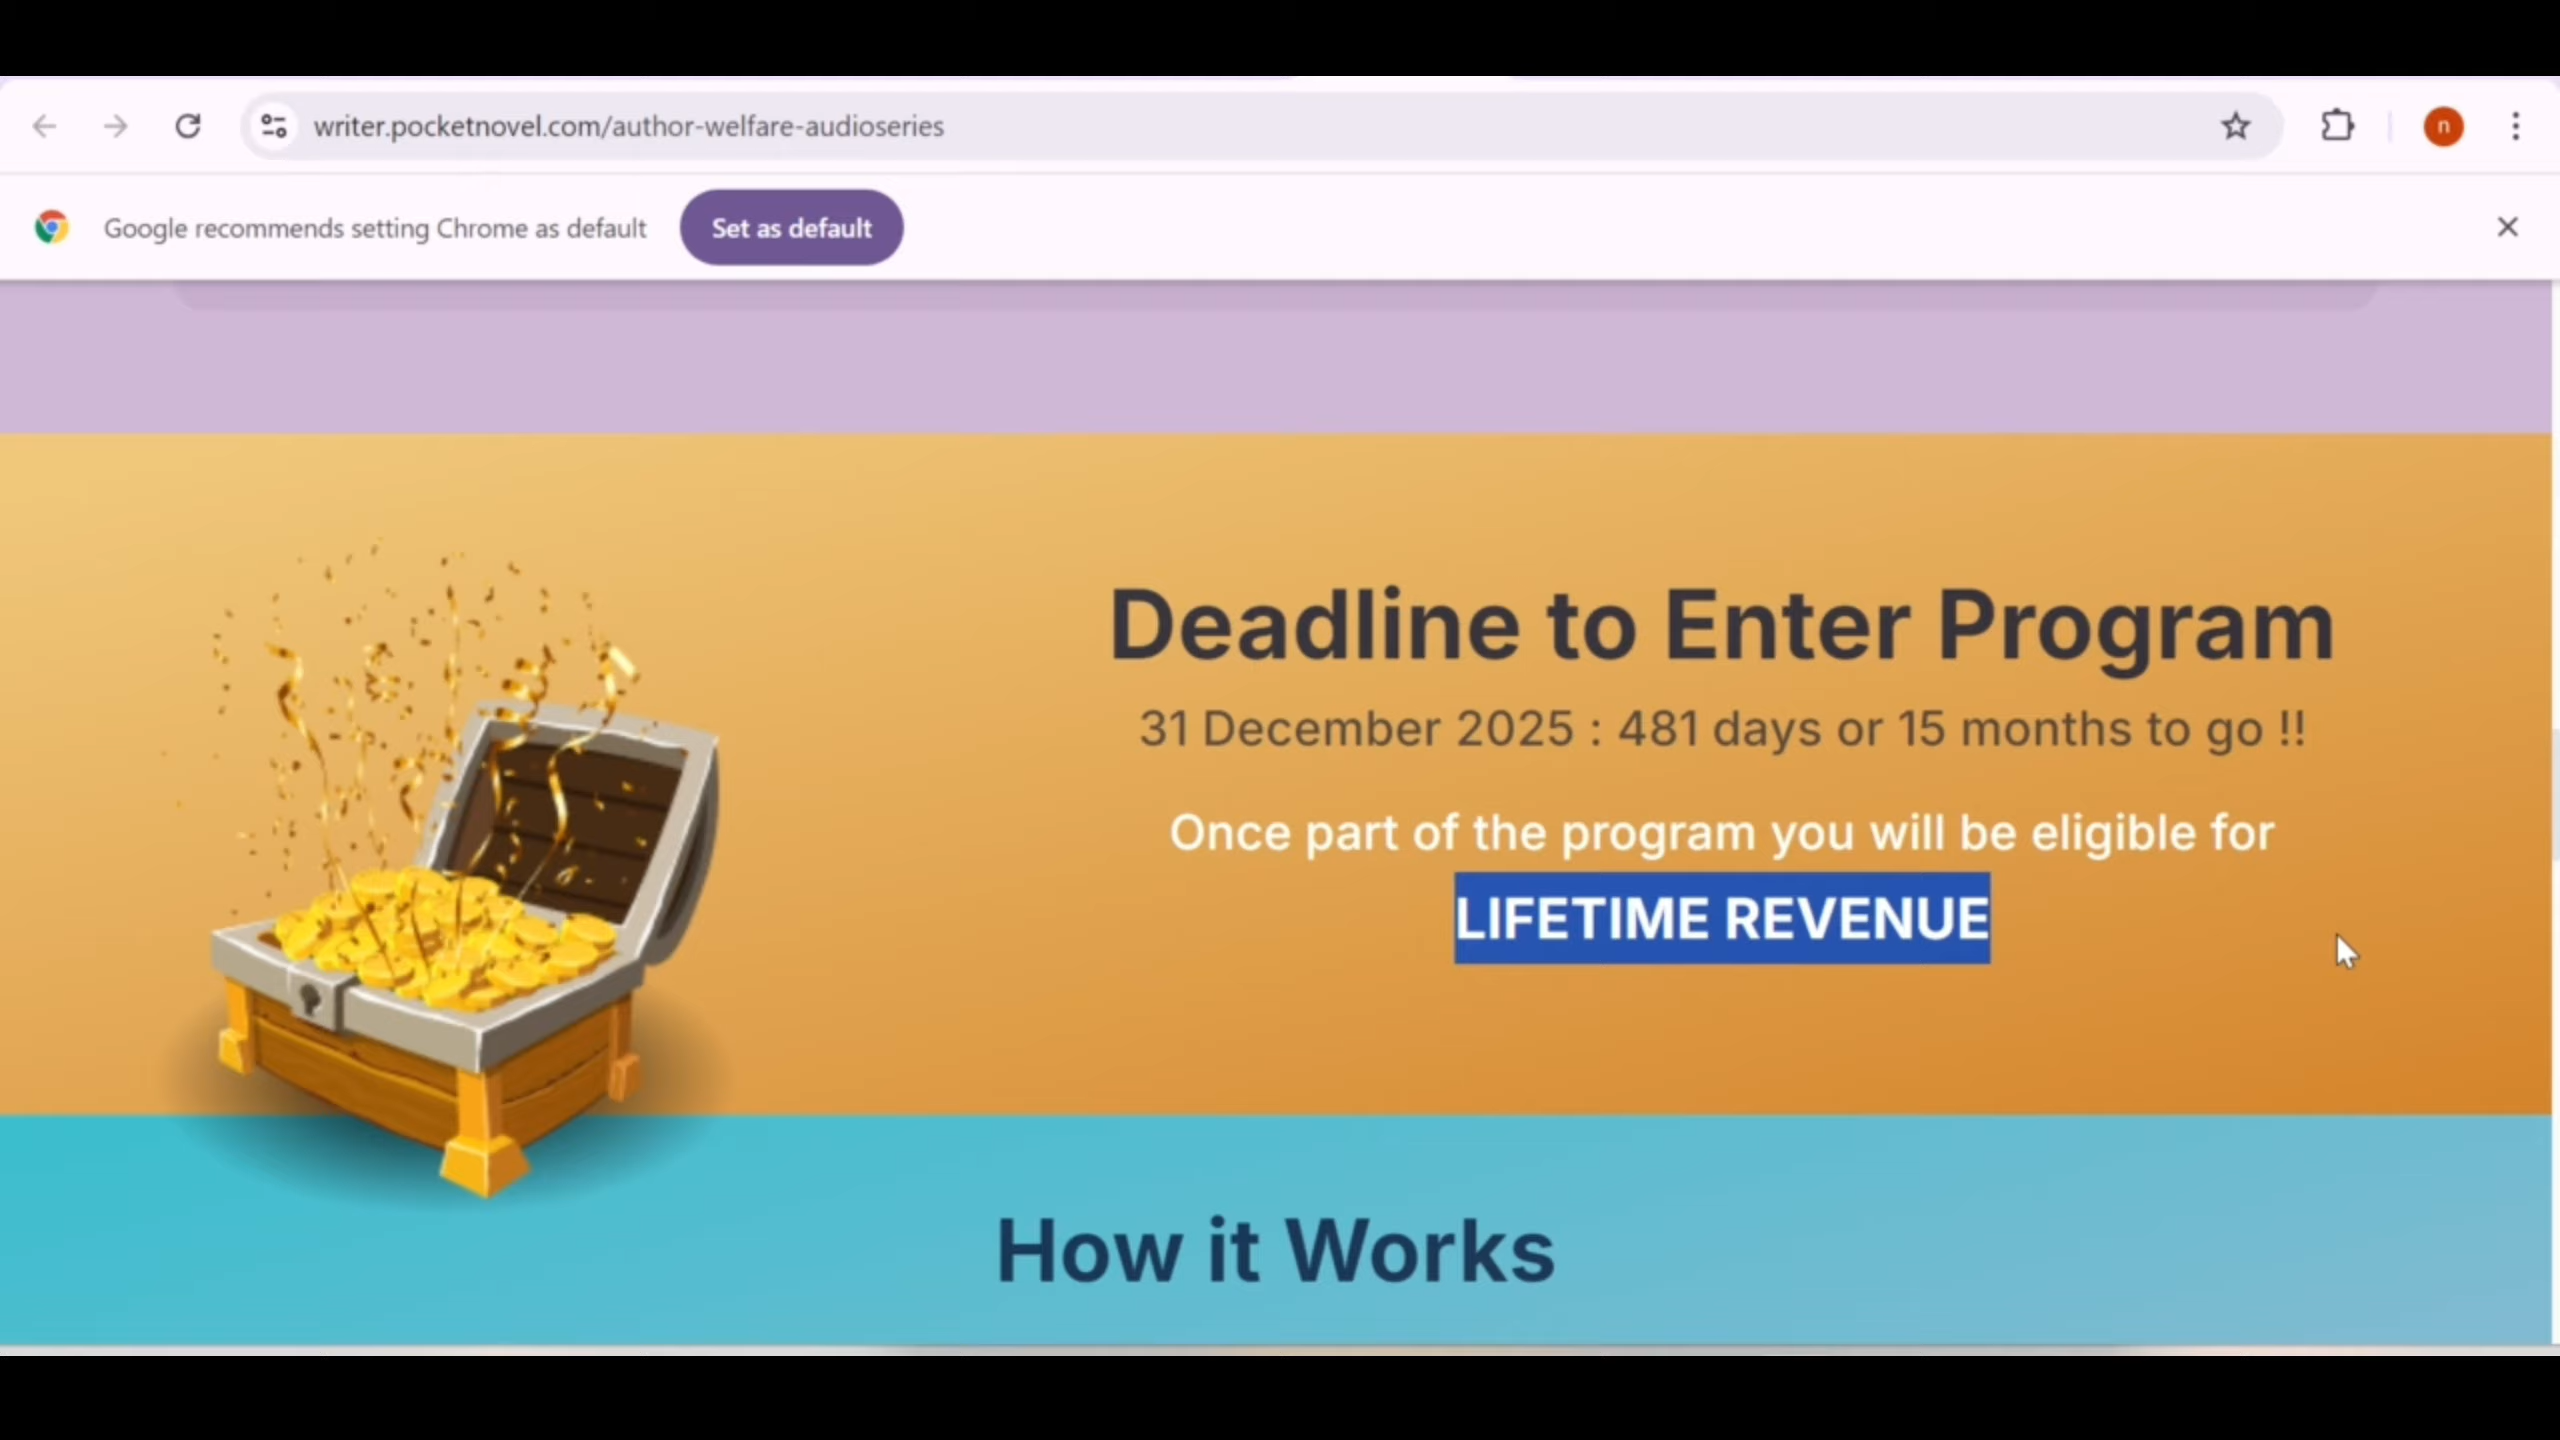 writer.pocketnovel.com/author-welfare-audioseries
n
Google recommends setting Chrome as default
Set as default
Deadline to Enter Program
31 December 2025 : 481 days or 15 months to go !!
Once part of the program you will be eligible for
LIFETIME REVENUE
How it Works